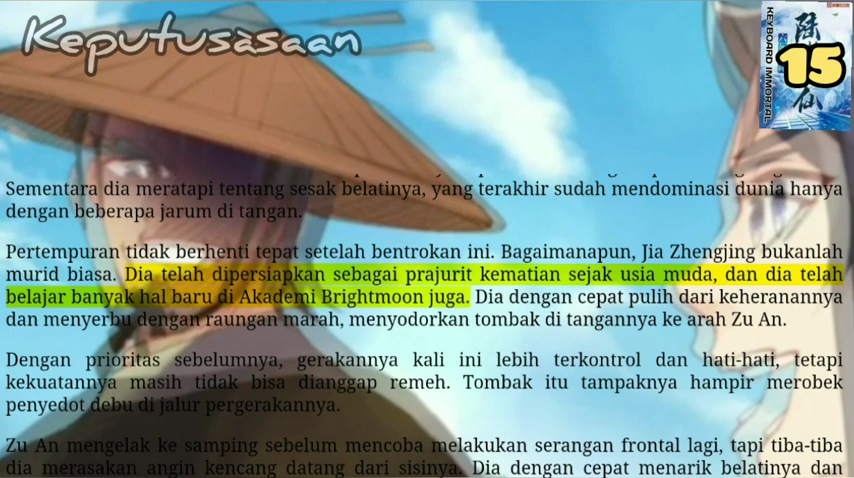 Keputusasaan
KEYBOARD IMMORTAL
15
Sementara dia meratapi tentang sesak belatinya, yang terakhir sudah mendominasi dunia hanya
dengan beberapa jarum di tangan.
Pertempuran tidak berhenti tepat setelah bentrokan ini. Bagaimanapun, Jia Zhengjing bukanlah
murid biasa. Dia telah dipersiapkan sebagai prajurit kematian sejak usia muda, dan dia telah
belajar banyak hal baru di Akademi Brightmoon juga. Dia dengan cepat pulih dari keheranannya
dan menyerbu dengan raungan marah, menyodorkan tombak di tangannya ke arah Zu An.
Dengan prioritas sebelumnya, gerakannya kali ini lebih terkontrol dan hati-hati, tetapi
kekuatannya masih tidak bisa dianggap remeh. Tombak itu tampaknya hampir merobek
penyedot debu di jalur pergerakannya.
Zu An mengelak ke samping sebelum mencoba melakukan serangan frontal lagi, tapi tiba-tiba
dia merasakan angin kencang datang dari sisinya. Dia dengan cepat menarik belatinya dan